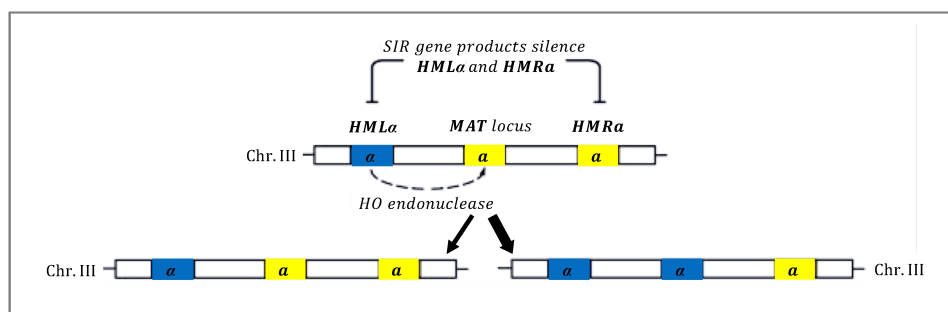 SIR gene products silence
HMLα and HMRa
HMLα MAT locus HMRa
Chr. III α a a
HO endonuclease
Chr. III α a a α α a Chr. III